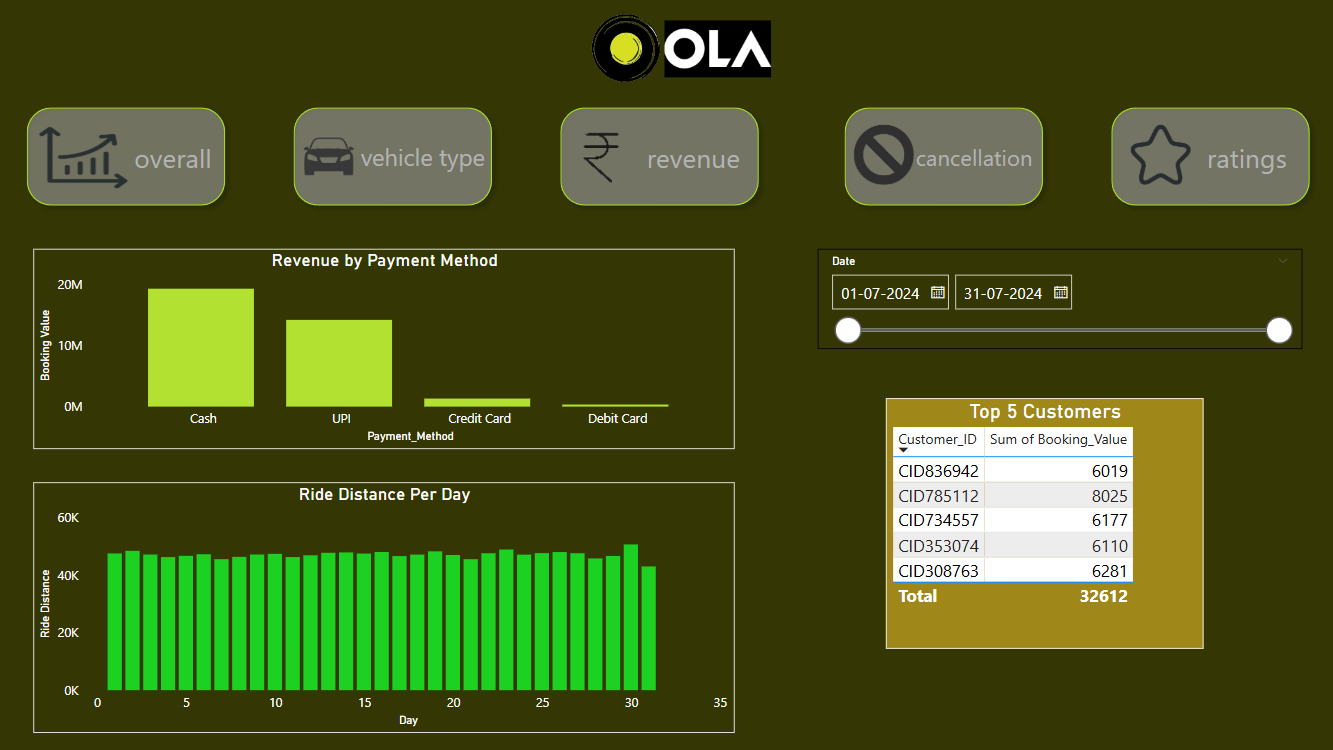 OLA
overall
vehicle type
revenue
cancellation
ratings
Revenue by Payment Method
20M
10M
0M
Booking Value
Cash UPI Credit Card Debit Card
Payment_Method
Date
01-07-2024 31-07-2024
Top 5 Customers
Customer_ID Sum of Booking_Value
CID836942 6019
CID785112 8025
CID734557 6177
CID353074 6110
CID308763 6281
Total 32612
Ride Distance Per Day
60K
40K
20K
0K
Ride Distance
0 5 10 15 20 25 30 35
Day